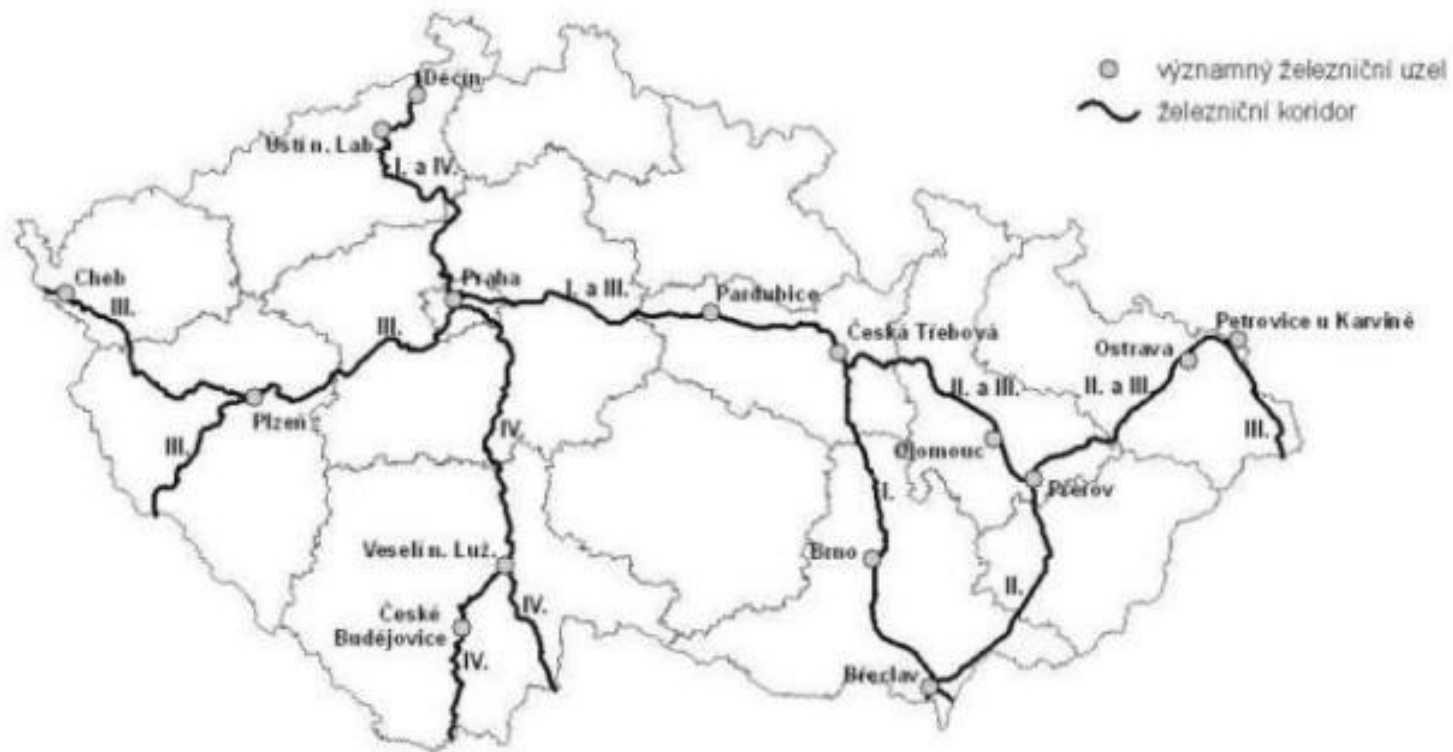 Děčín
významný železniční uzel
železniční koridor
Ústí n. Lab.
I. a IV.
Cheb
III.
Praha
I. a III.
Pardubice
III.
Česká Třebová
Petrovice u Karviné
Ostrava
II. a III.
II. a III.
Plzeň
III.
IV.
Olomouc
III.
I.
Přerov
Veselí n. Luž.
Brno
II.
IV.
České
Budějovice
IV.
Břeclav